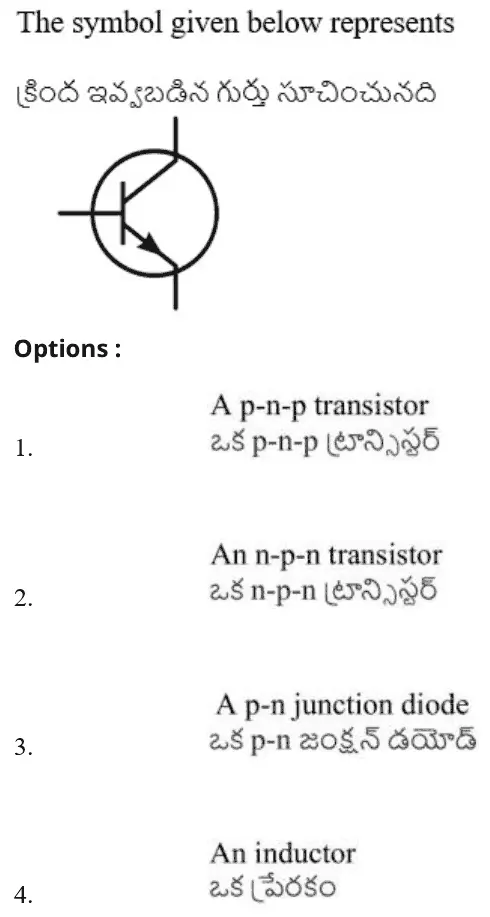 The symbol given below represents
క్రింద ఇవ్వబడిన గుర్తు సూచించునది
Options :
1.
A p-n-p transistor
ఒక p-n-p ట్రాన్సిస్టర్
2.
An n-p-n transistor
ఒక n-p-n ట్రాన్సిస్టర్
3.
A p-n junction diode
ఒక p-n జంక్షన్ డయోడ్
4.
An inductor
ఒక ప్రేరకం